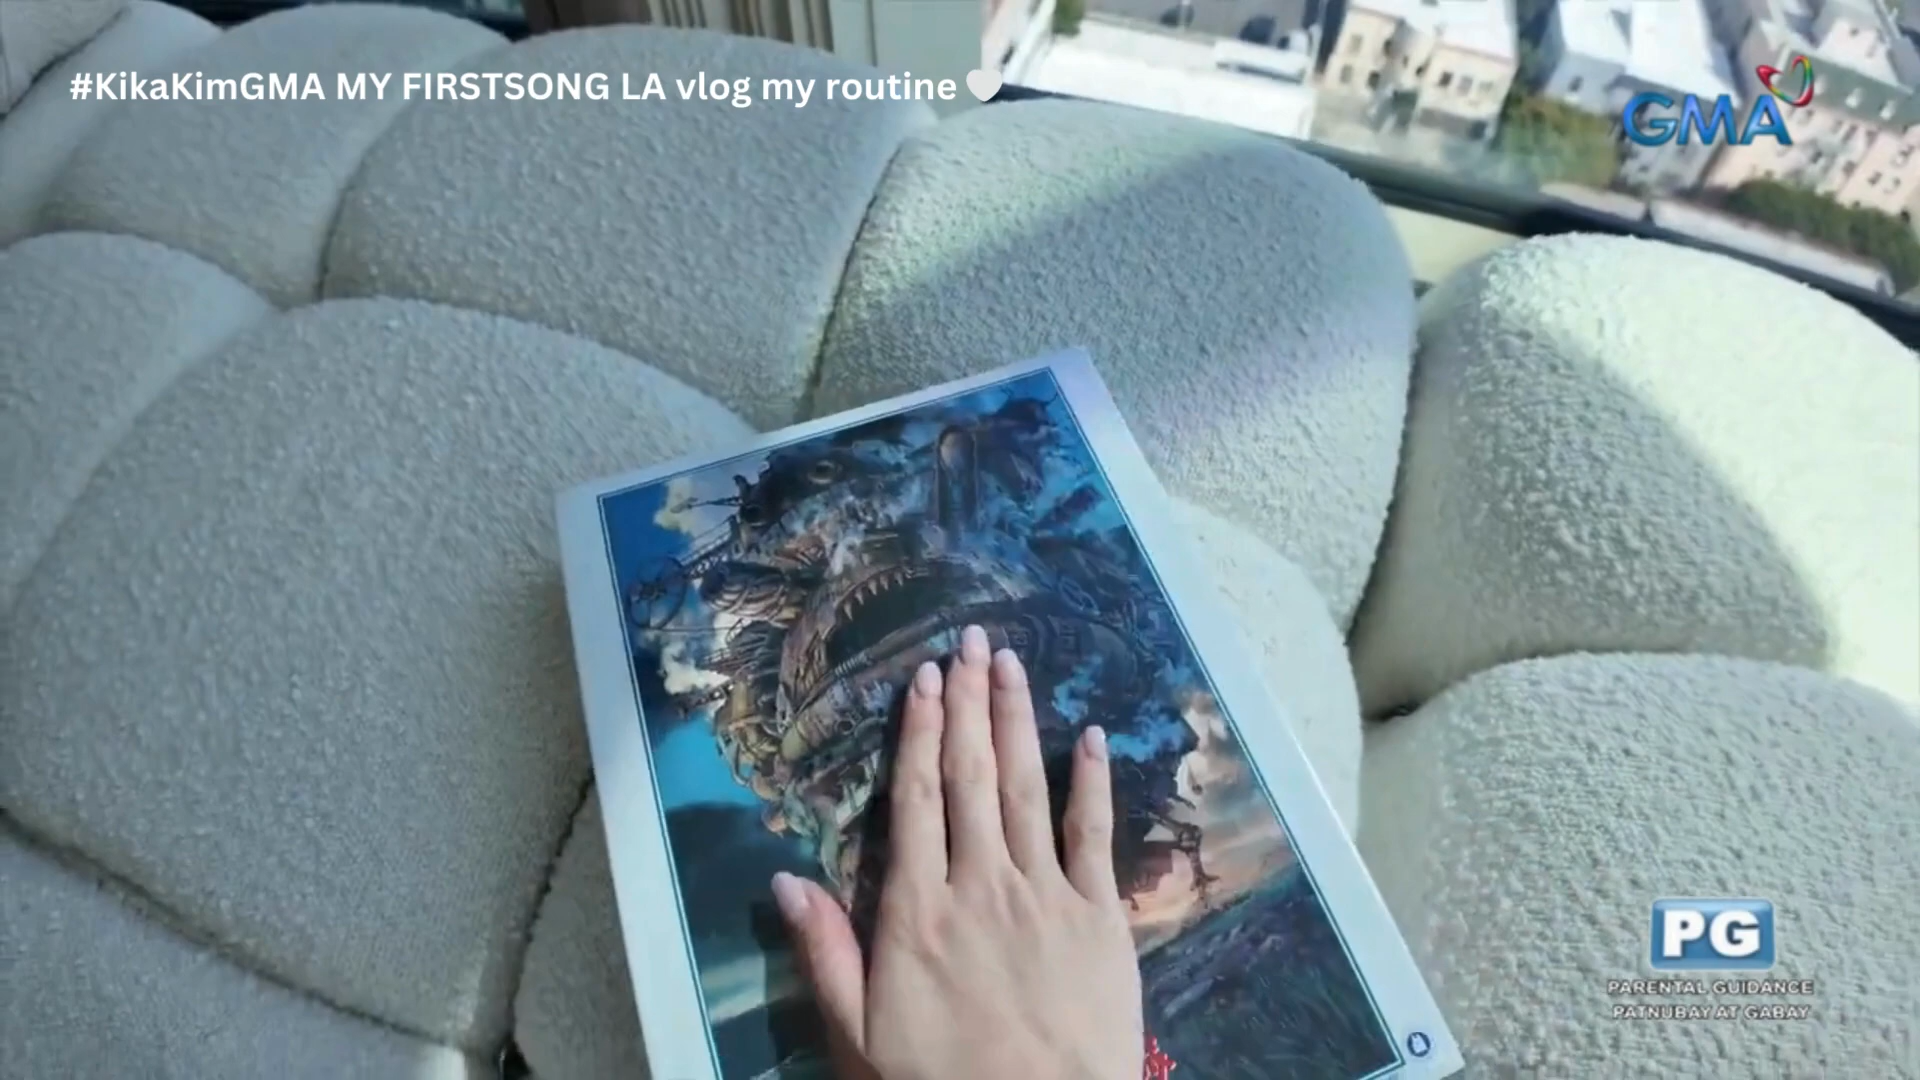 #KikaKimGMA MY FIRSTSONG LA vlog my routine🤍
GMA
PG
PARENTAL GUIDANCE
PATNUBAY AT GABAY